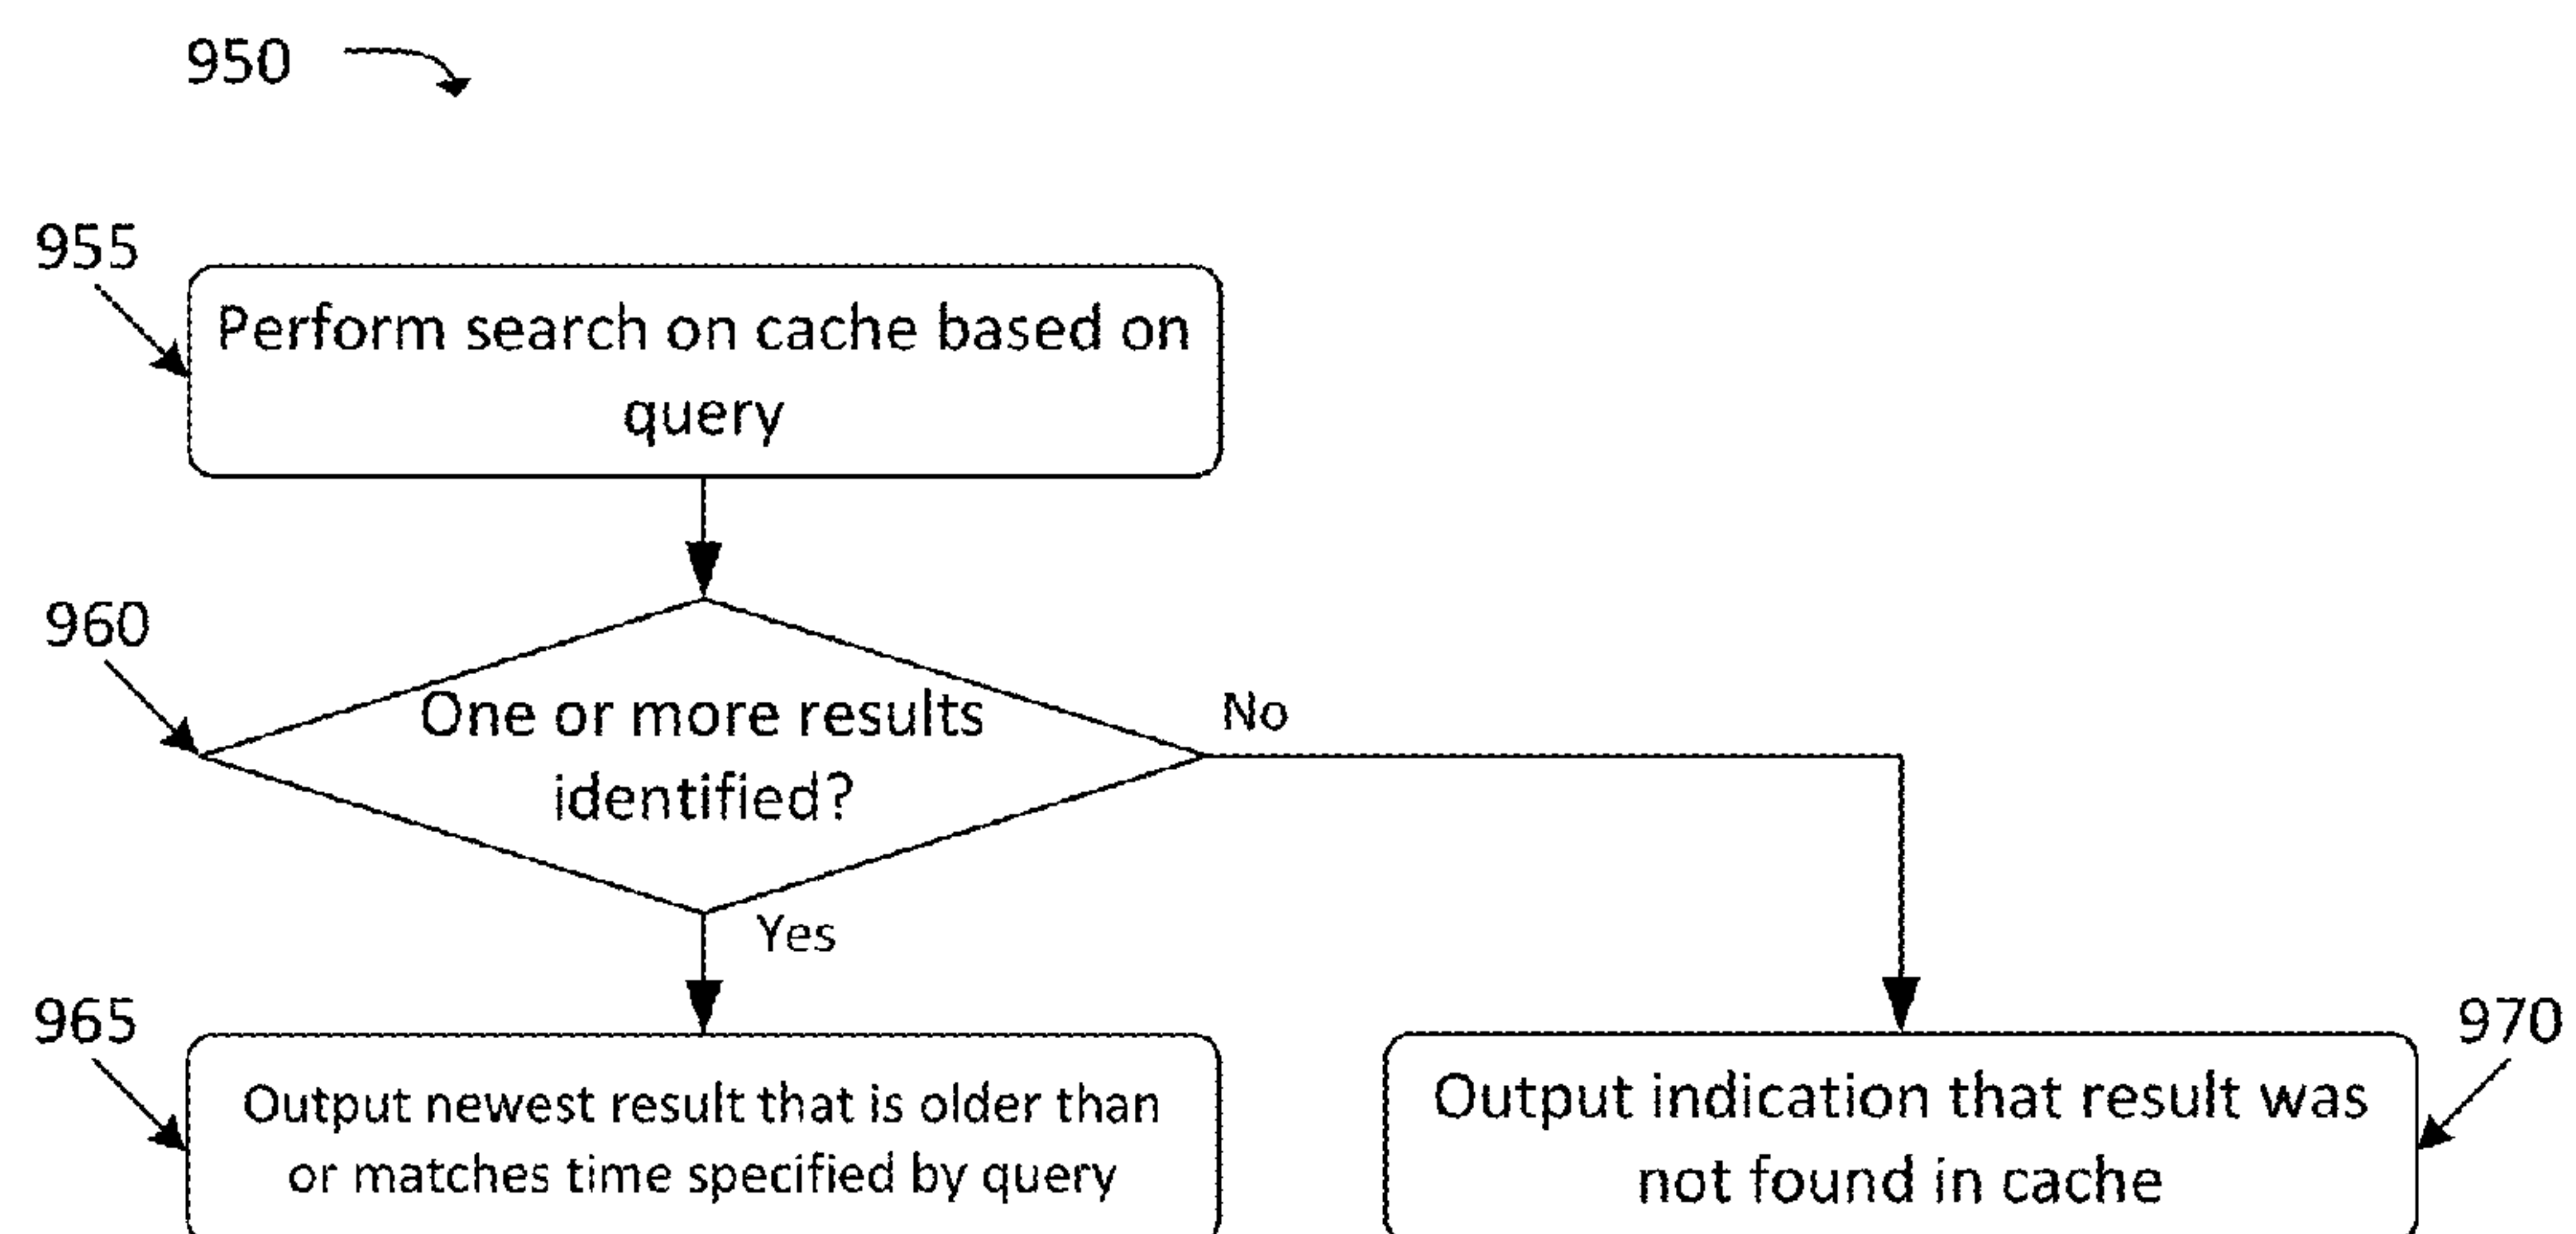 950
955
Perform search on cache based on
query
960
One or more results
identified?
No
Yes
965
Output newest result that is older than
or matches time specified by query
970
Output indication that result was
not found in cache